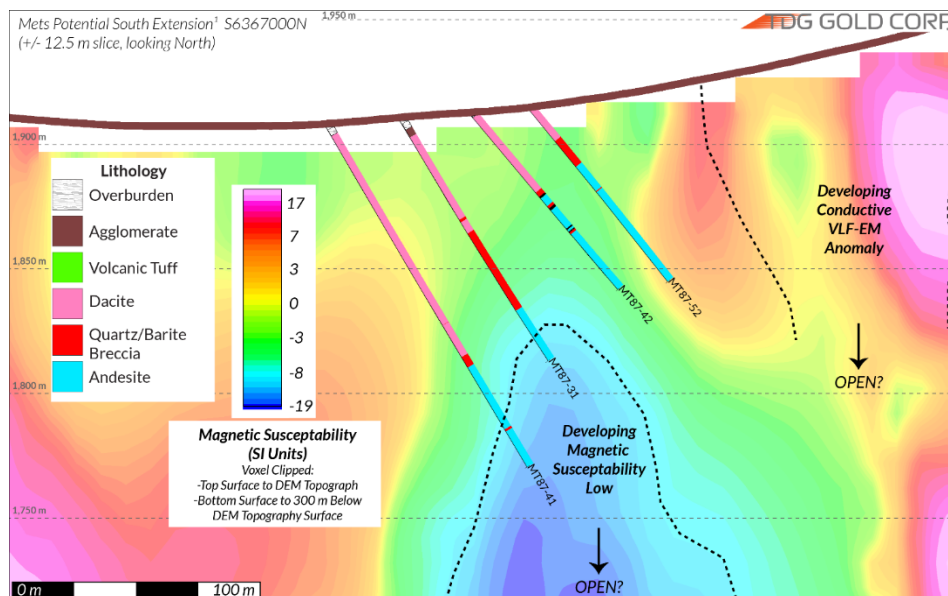 Mets Potential South Extension¹ S6367000N
(+/- 12.5 m slice, looking North)
1,950 m
TDG GOLD CORP.
1,900 m
Lithology
Overburden
Agglomerate
Volcanic Tuff
Dacite
Quartz/Barite
Breccia
Andesite
17
7
3
0
-3
-8
-19
Magnetic Susceptability
(SI Units)
Voxel Clipped:
-Top Surface to DEM Topograph
-Bottom Surface to 300 m Below
DEM Topography Surface
Developing
Conductive
VLF-EM
Anomaly
OPEN?
1,850 m
MT87-52
MT87-42
MT87-31
MT87-41
1,800 m
Developing
Magnetic
Susceptability
Low
OPEN?
1,750 m
0 m
100 m